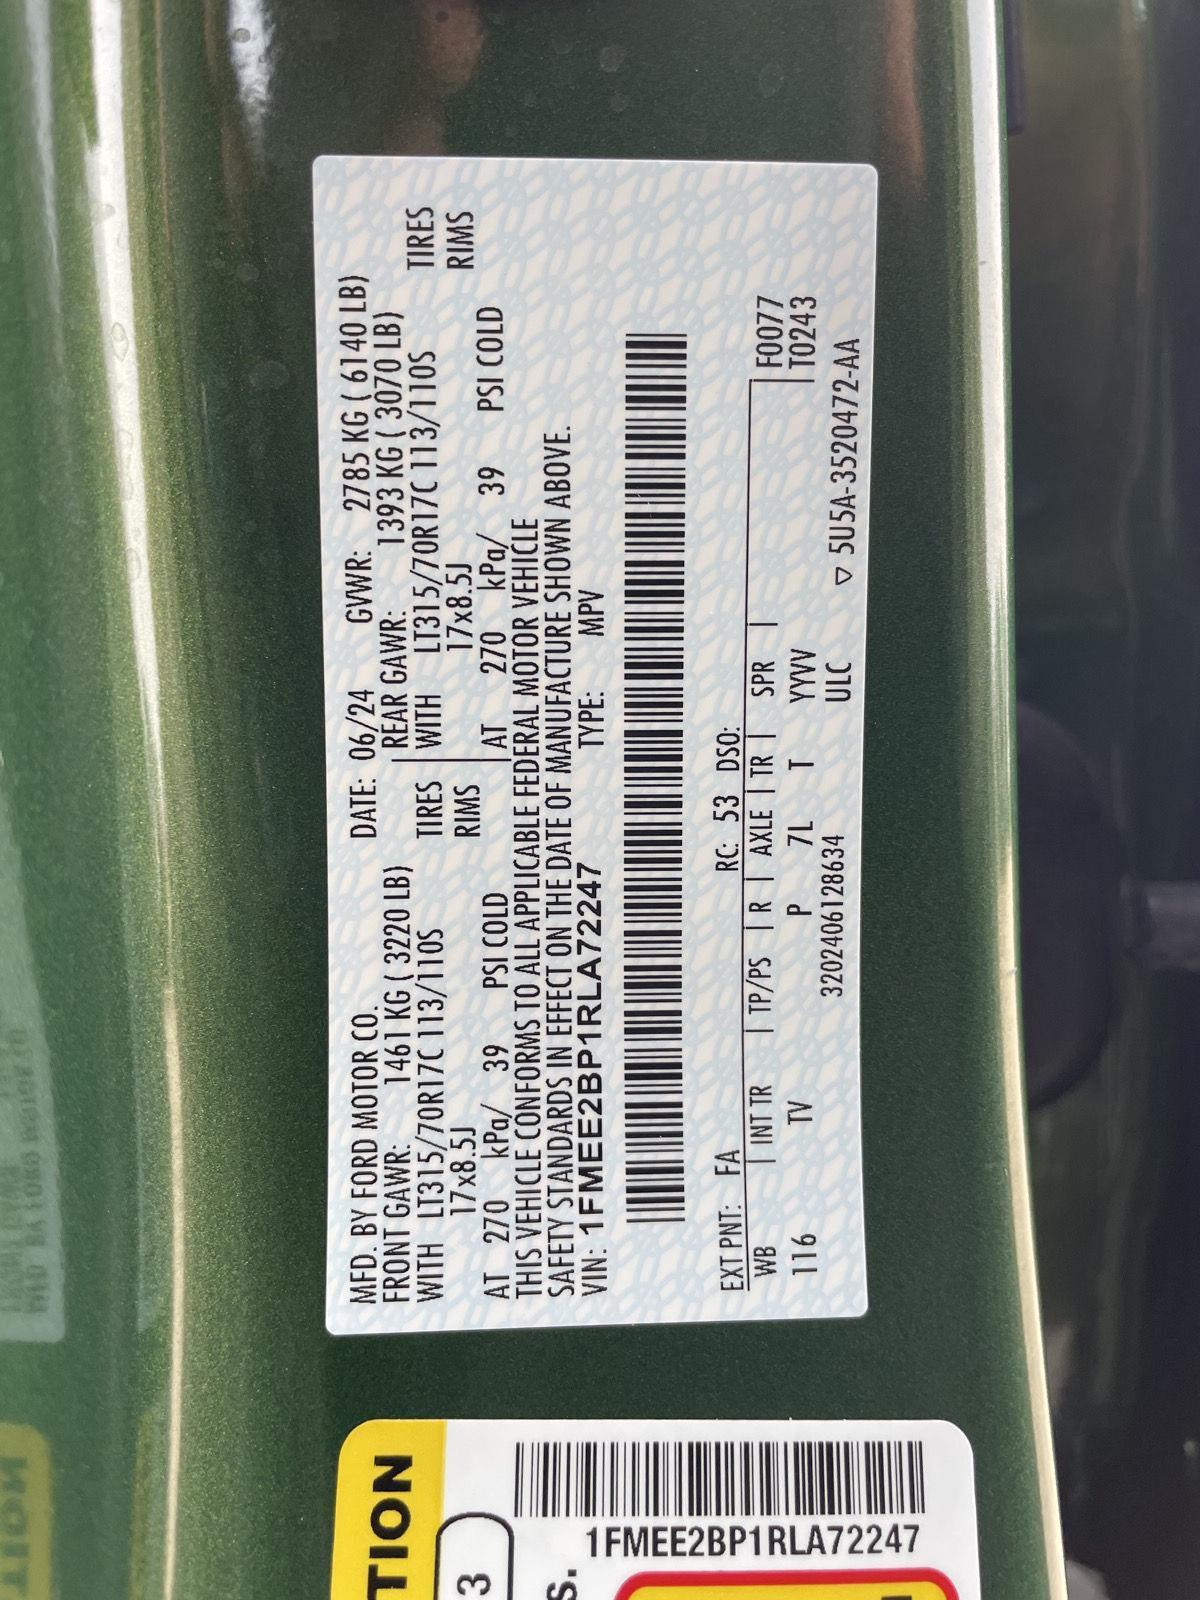 MFD. BY FORD MOTOR CO. DATE: 06/24 GVWR: 2785 KG ( 6140 LB)
FRONT GAWR: 1461 KG ( 3220 LB) REAR GAWR: 1393 KG ( 3070 LB)
WITH LT315/70R17C 113/110S TIRES WITH LT315/70R17C 113/110S TIRES
17x8.5J RIMS 17x8.5J RIMS
AT 270 kPa/ 39 PSI COLD AT 270 kPa/ 39 PSI COLD
THIS VEHICLE CONFORMS TO ALL APPLICABLE FEDERAL MOTOR VEHICLE
SAFETY STANDARDS IN EFFECT ON THE DATE OF MANUFACTURE SHOWN ABOVE.
VIN: 1FMEE2BP1RLA72247 TYPE: MPV
EXT PNT: FA RC: 53 DSO:
WB | INT TR | TP/PS | R | AXLE | TR | SPR | F0077
116 TV P 7L T YYVV T0243
3202406128634 ULC
▽ 5U5A-3520472-AA
TION
3
S.
1FMEE2BP1RLA72247